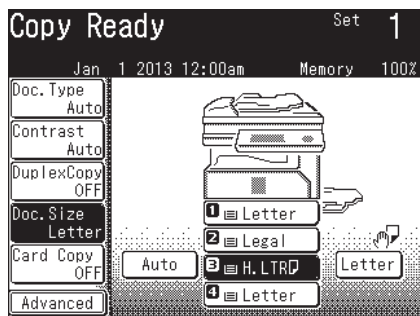 Copy Ready Set 1
Jan 1 2013 12:00am Memory 100%
Doc.Type
Auto
Contrast
Auto
DuplexCopy
OFF
Doc.Size
Letter
Card Copy
OFF
Advanced
1 Letter
2 Legal
Auto 3 H.LTR Letter
4 Letter